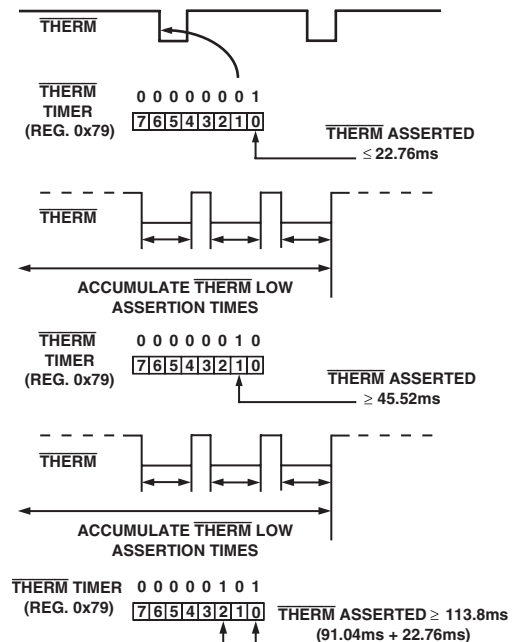 THERM
THERM
TIMER
(REG. 0x79)
0 0 0 0 0 0 0 1
7 6 5 4 3 2 1 0
THERM ASSERTED
≤ 22.76ms
THERM
ACCUMULATE THERM LOW
ASSERTION TIMES
THERM
TIMER
(REG. 0x79)
0 0 0 0 0 0 1 0
7 6 5 4 3 2 1 0
THERM ASSERTED
≥ 45.52ms
THERM
ACCUMULATE THERM LOW
ASSERTION TIMES
THERM TIMER
(REG. 0x79)
0 0 0 0 0 1 0 1
7 6 5 4 3 2 1 0
THERM ASSERTED ≥ 113.8ms
(91.04ms + 22.76ms)